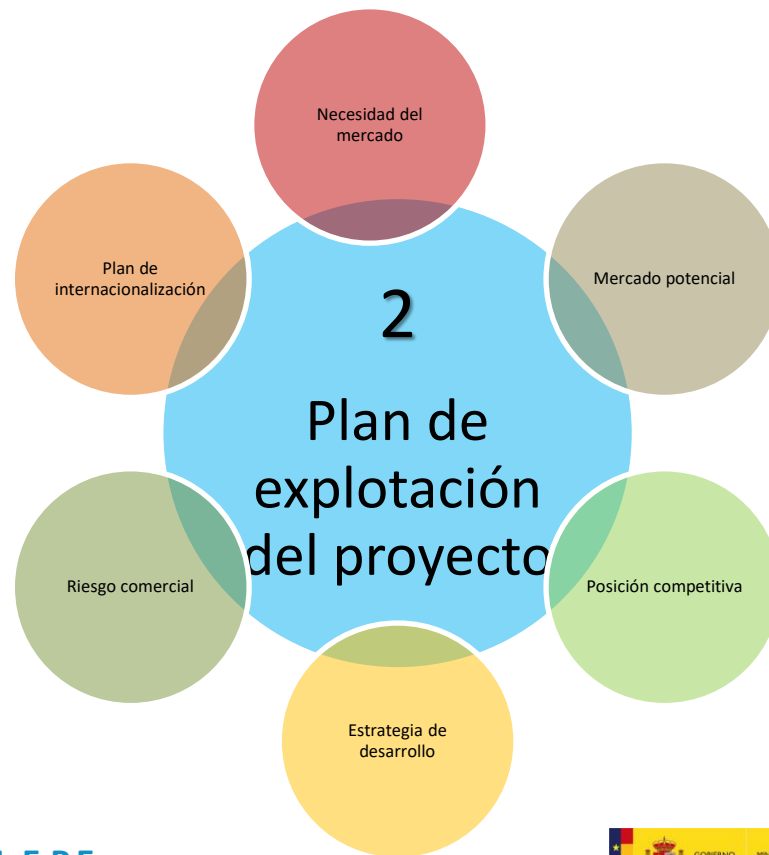 Necesidad del
mercado
Plan de
internacionalización
Mercado potencial
2
Plan de
explotación
del proyecto
Riesgo comercial
Posición competitiva
Estrategia de
desarrollo
GOBIERNO